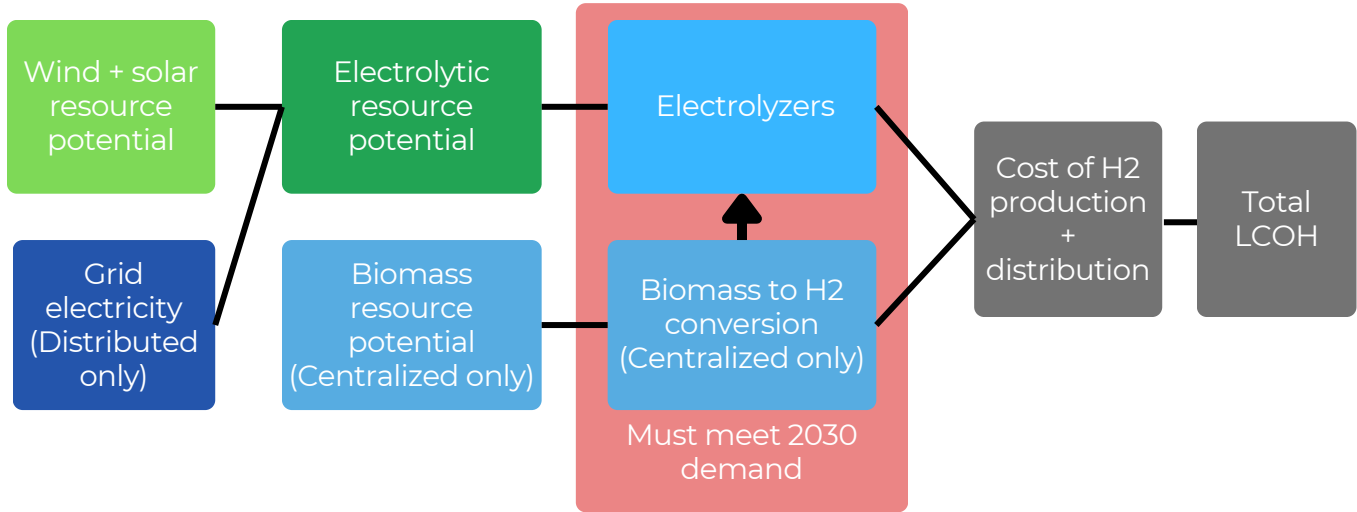 Wind + solar
resource
potential
Electrolytic
resource
potential
Electrolyzers
Grid
electricity
(Distributed
only)
Biomass
resource
potential
(Centralized only)
Biomass to H2
conversion
(Centralized only)
Must meet 2030
demand
Cost of H2
production
+
distribution
Total
LCOH